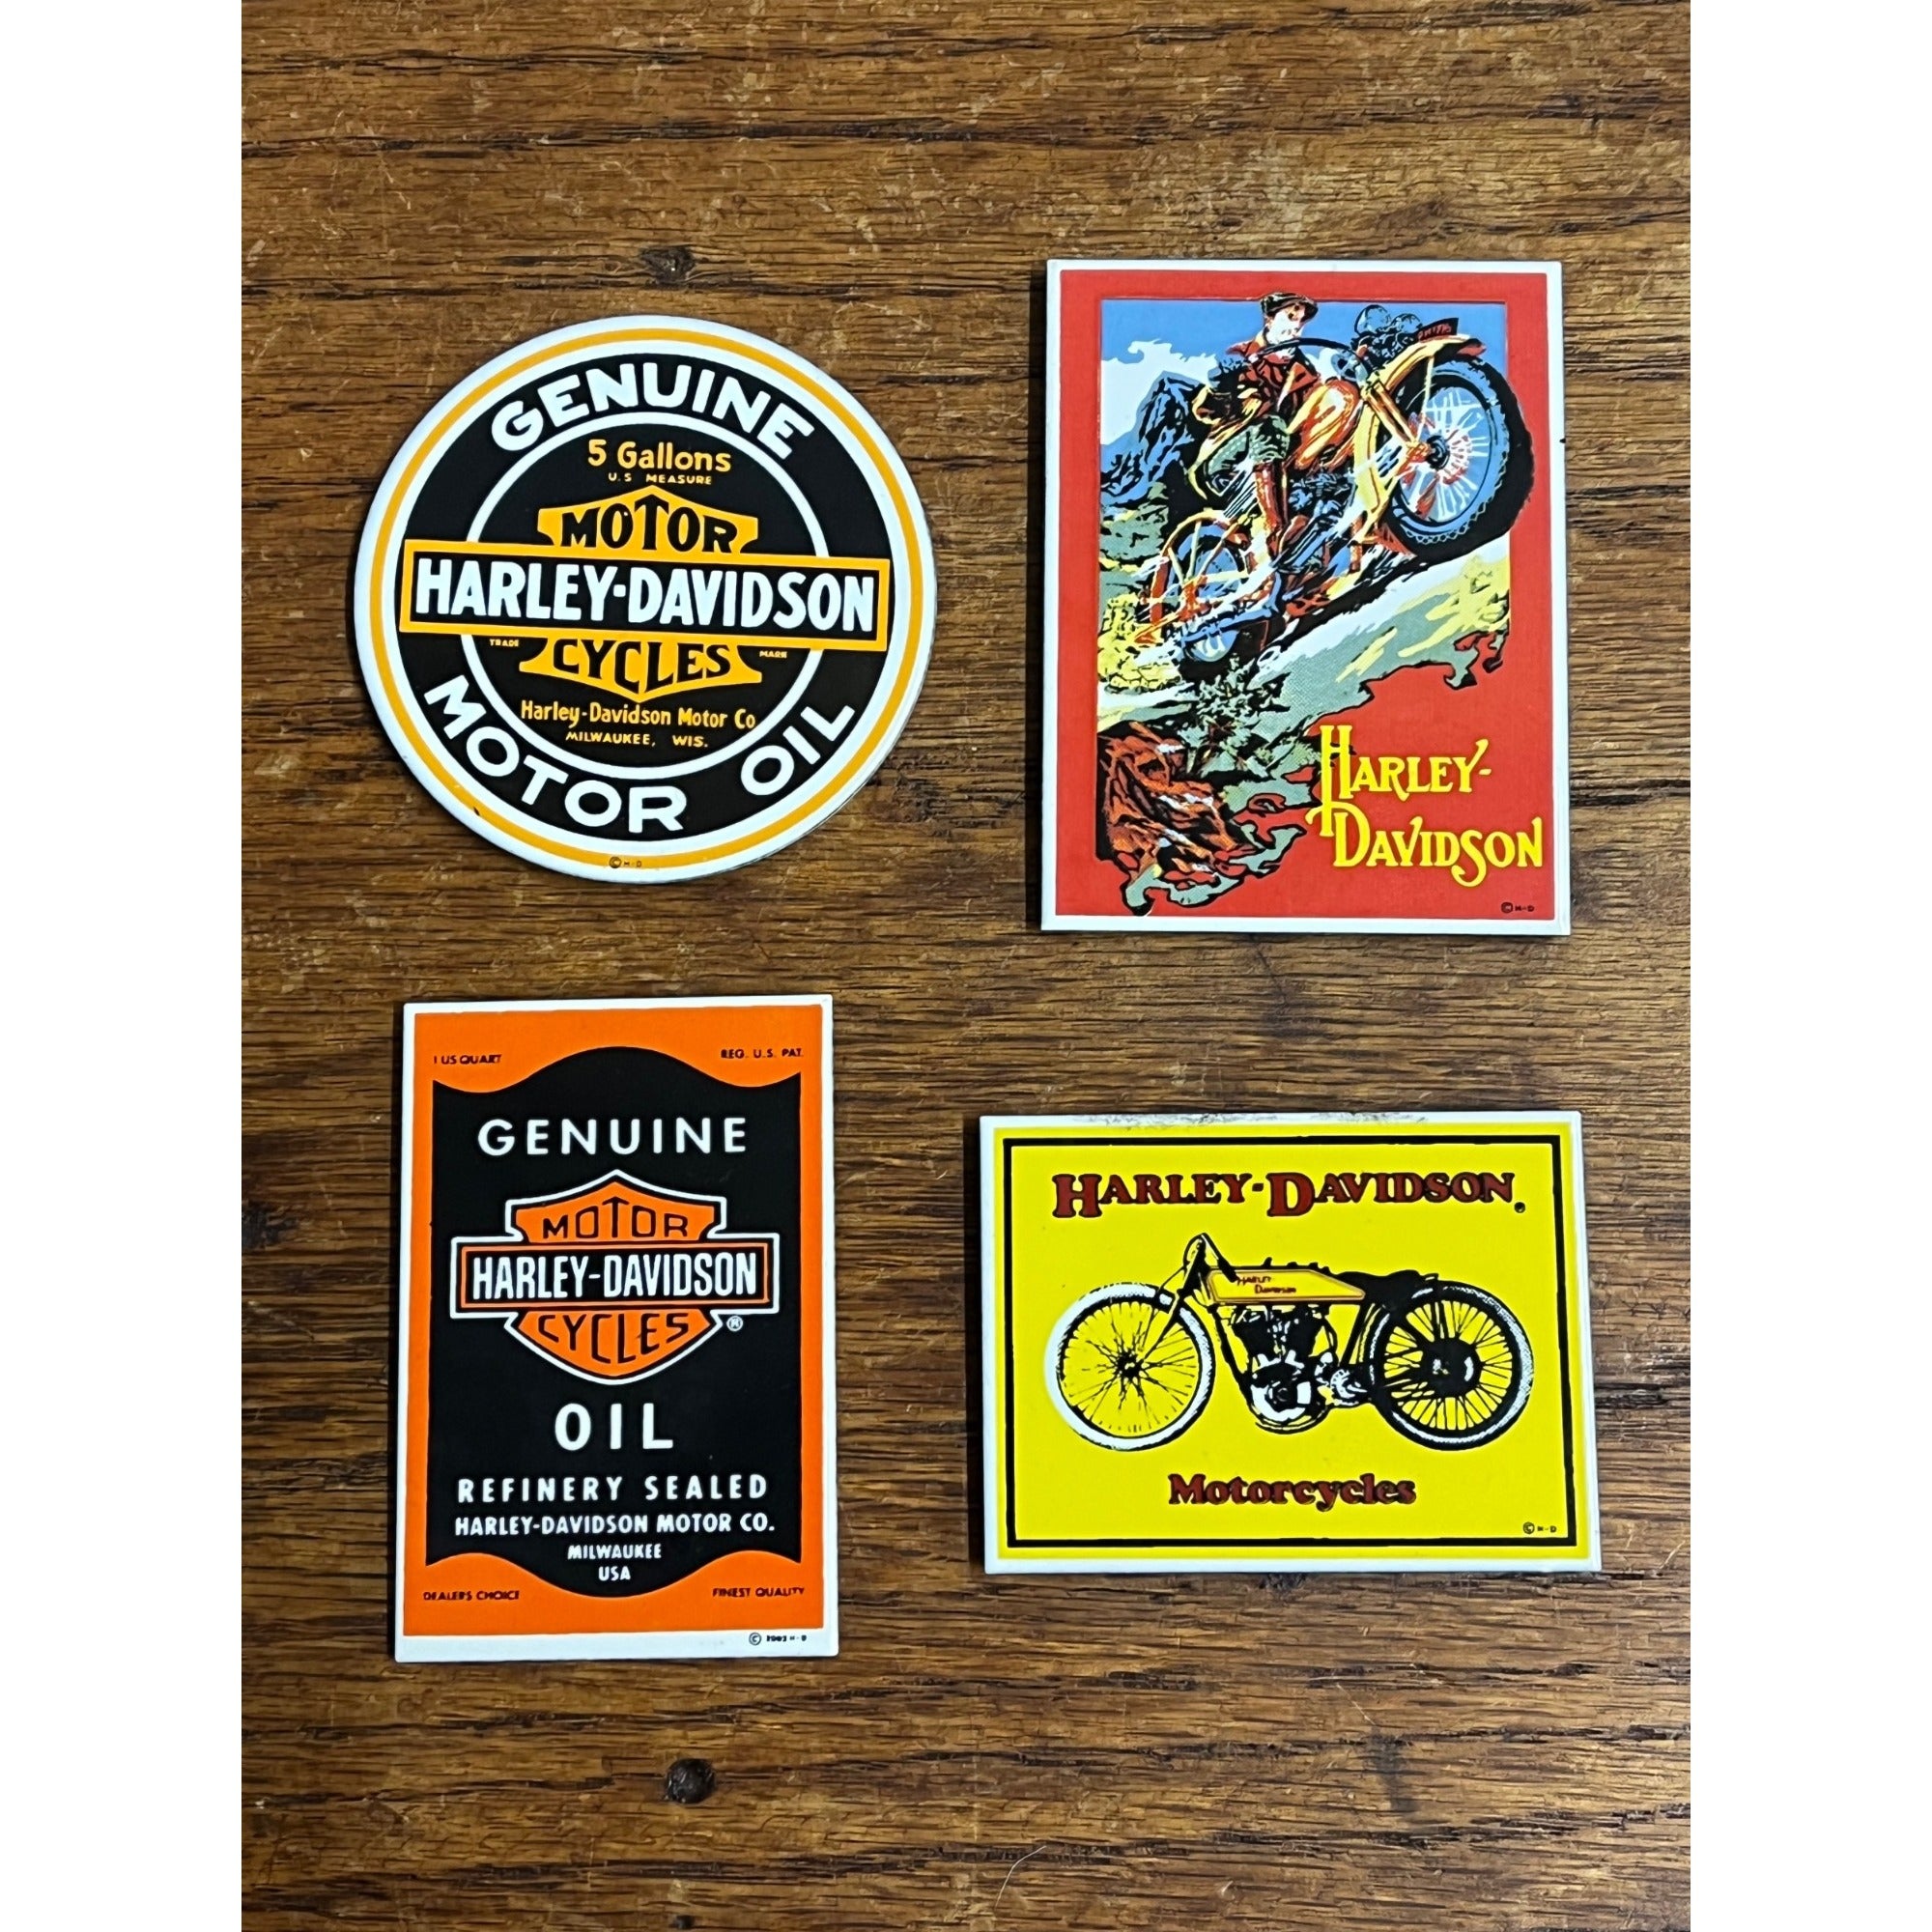 GENUINE
5 Gallons
U.S MEASURE
MOTOR
HARLEY-DAVIDSON
TRADE MARK
CYCLES
Harley-Davidson Motor Co
MILWAUKEE, WIS.
MOTOR OIL
© H-D
HARLEY-
DAVIDSON
© H-D
1 US QUART REG. U.S. PAT.
GENUINE
MOTOR
HARLEY-DAVIDSON
CYCLES ®
OIL
REFINERY SEALED
HARLEY-DAVIDSON MOTOR CO.
MILWAUKEE
USA
DEALERS CHOICE FINEST QUALITY
© H-D
HARLEY-DAVIDSON
HARLEY-
Davidson
Motorcycles
© H-D